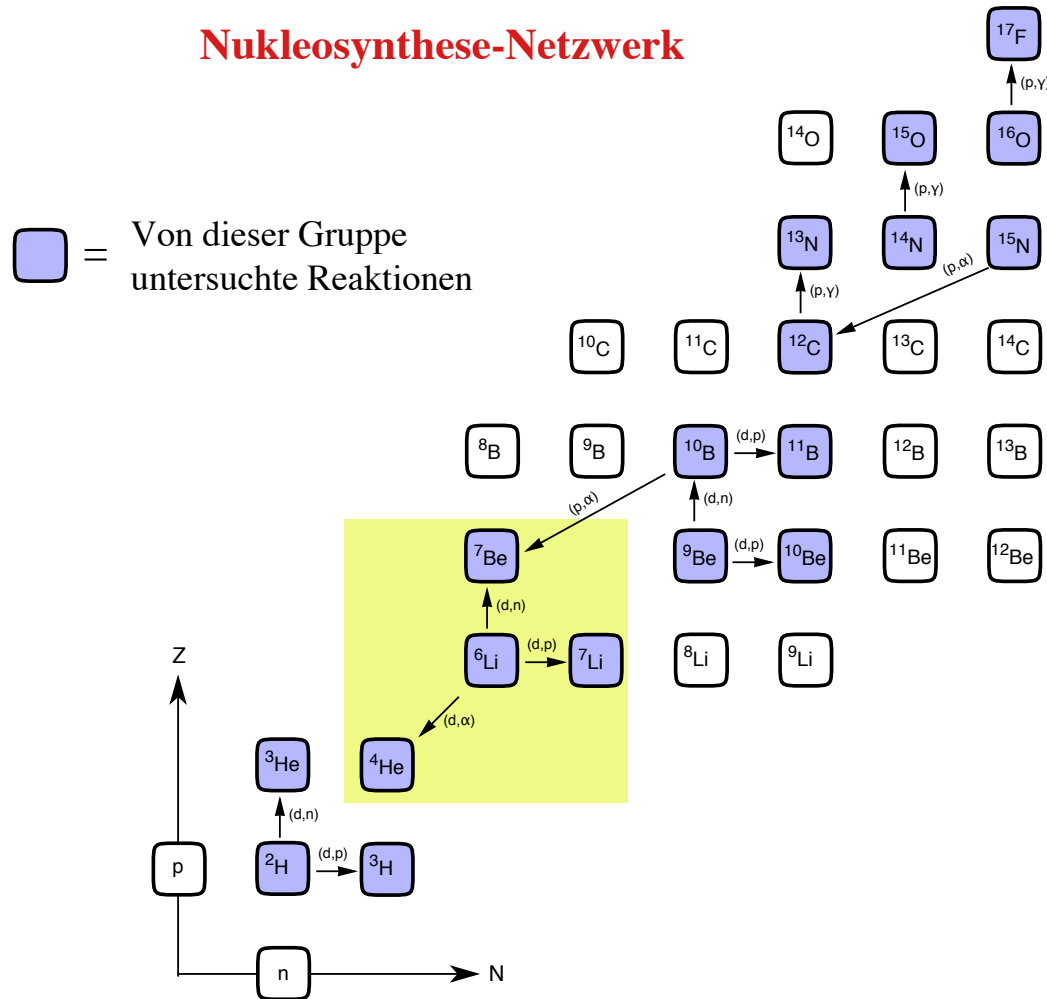 Nukleosynthese-Netzwerk
¹⁷F
(p,γ)
¹⁴O ¹⁵O ¹⁶O
(p,γ)
= Von dieser Gruppe
untersuchte Reaktionen
¹³N ¹⁴N ¹⁵N
(p,γ) (p,α)
¹⁰C ¹¹C ¹²C ¹³C ¹⁴C
⁸B ⁹B ¹⁰B (d,p) ¹¹B ¹²B ¹³B
(p,α) (d,n)
⁷Be ⁹Be (d,p) ¹⁰Be ¹¹Be ¹²Be
(d,n)
⁶Li (d,p) ⁷Li ⁸Li ⁹Li
Z
(d,α)
³He ⁴He
(d,n)
p ²H (d,p) ³H
n N